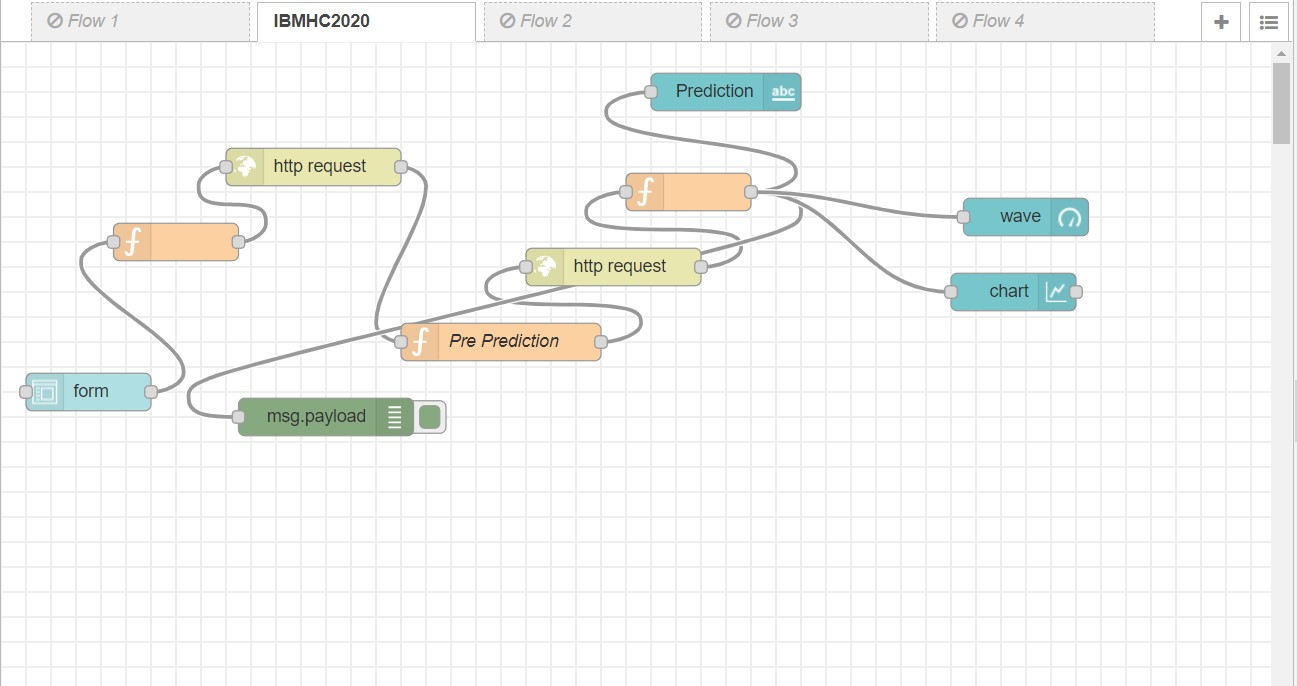 Flow 1
IBMHC2020
Flow 2
Flow 3
Flow 4
Prediction
abc
http request
wave
http request
chart
Pre Prediction
form
msg.payload